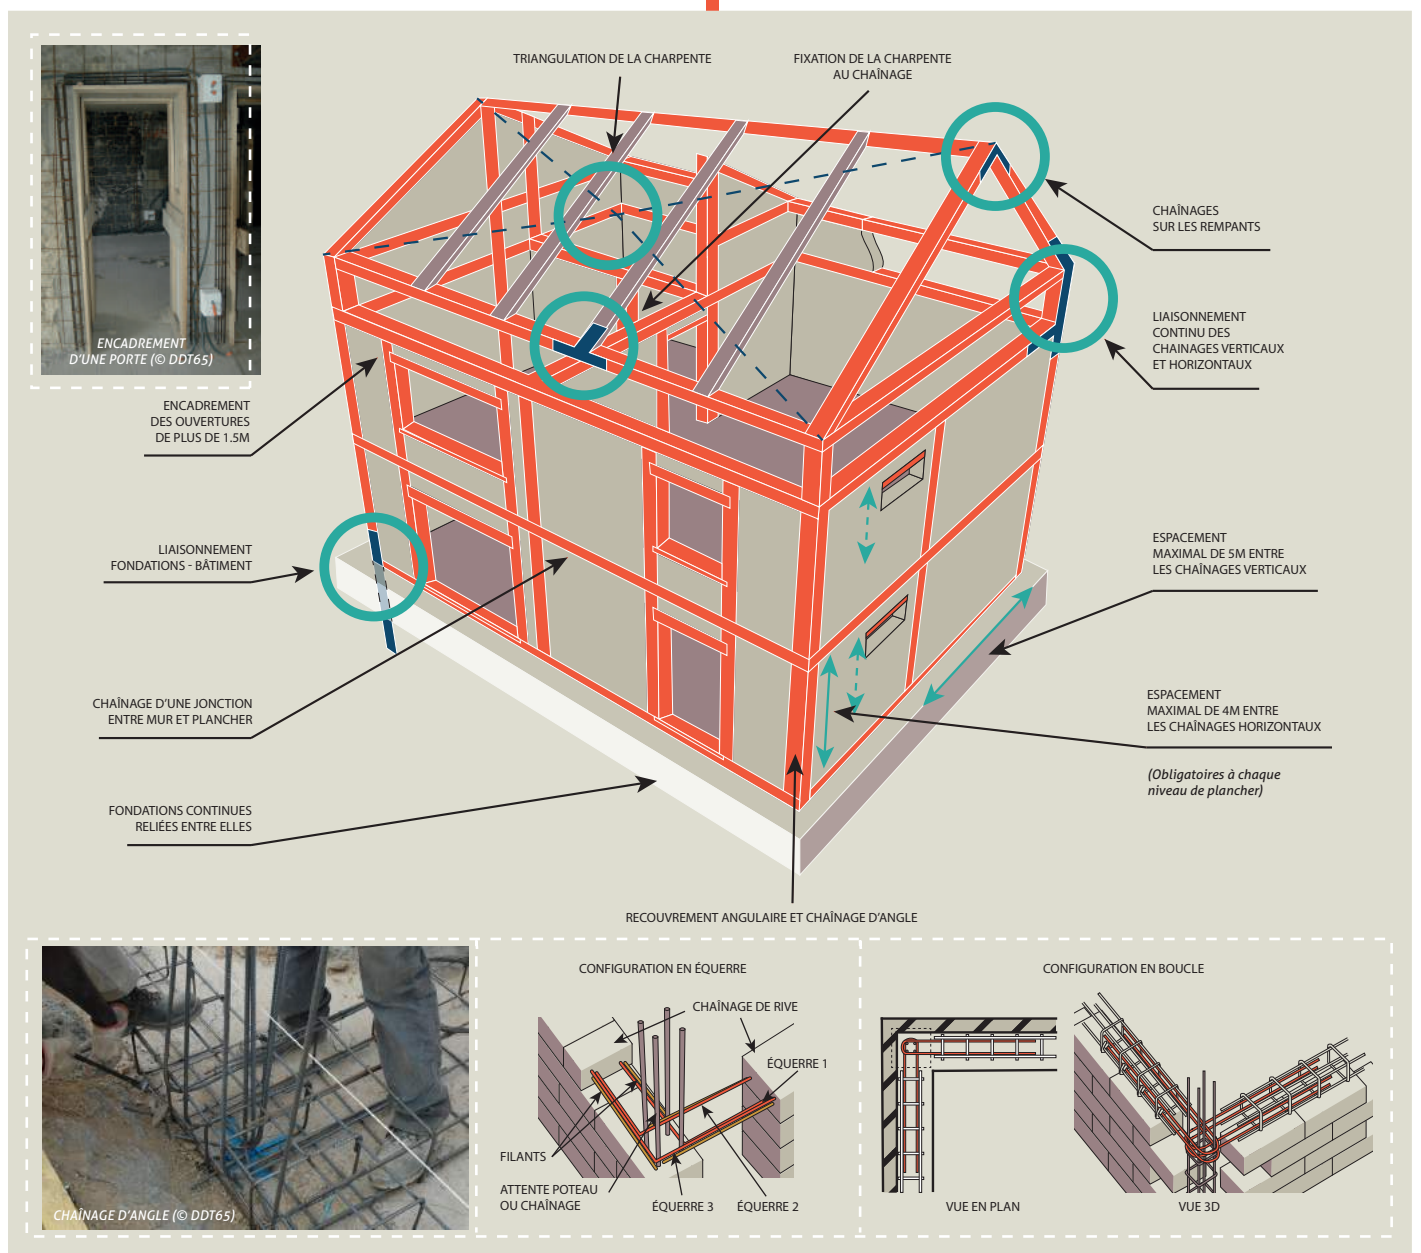 TRIANGULATION DE LA CHARPENTE
FIXATION DE LA CHARPENTE
AU CHAÎNAGE
ENCADREMENT
D'UNE PORTE (© DDT65)
CHAÎNAGES
SUR LES REMPANTS
LIAISONNEMENT
CONTINU DES
CHAINAGES VERTICAUX
ET HORIZONTAUX
ENCADREMENT
DES OUVERTURES
DE PLUS DE 1.5M
LIAISONNEMENT
FONDATIONS - BÂTIMENT
ESPACEMENT
MAXIMAL DE 5M ENTRE
LES CHAÎNAGES VERTICAUX
CHAÎNAGE D'UNE JONCTION
ENTRE MUR ET PLANCHER
ESPACEMENT
MAXIMAL DE 4M ENTRE
LES CHAÎNAGES HORIZONTAUX
(Obligatoires à chaque
niveau de plancher)
FONDATIONS CONTINUES
RELIÉES ENTRE ELLES
RECOUVREMENT ANGULAIRE ET CHAÎNAGE D'ANGLE
CHAÎNAGE D'ANGLE (© DDT65)
CONFIGURATION EN ÉQUERRE
CHAÎNAGE DE RIVE
ÉQUERRE 1
FILANTS
ATTENTE POTEAU
OU CHAÎNAGE
ÉQUERRE 3
ÉQUERRE 2
CONFIGURATION EN BOUCLE
VUE EN PLAN
VUE 3D